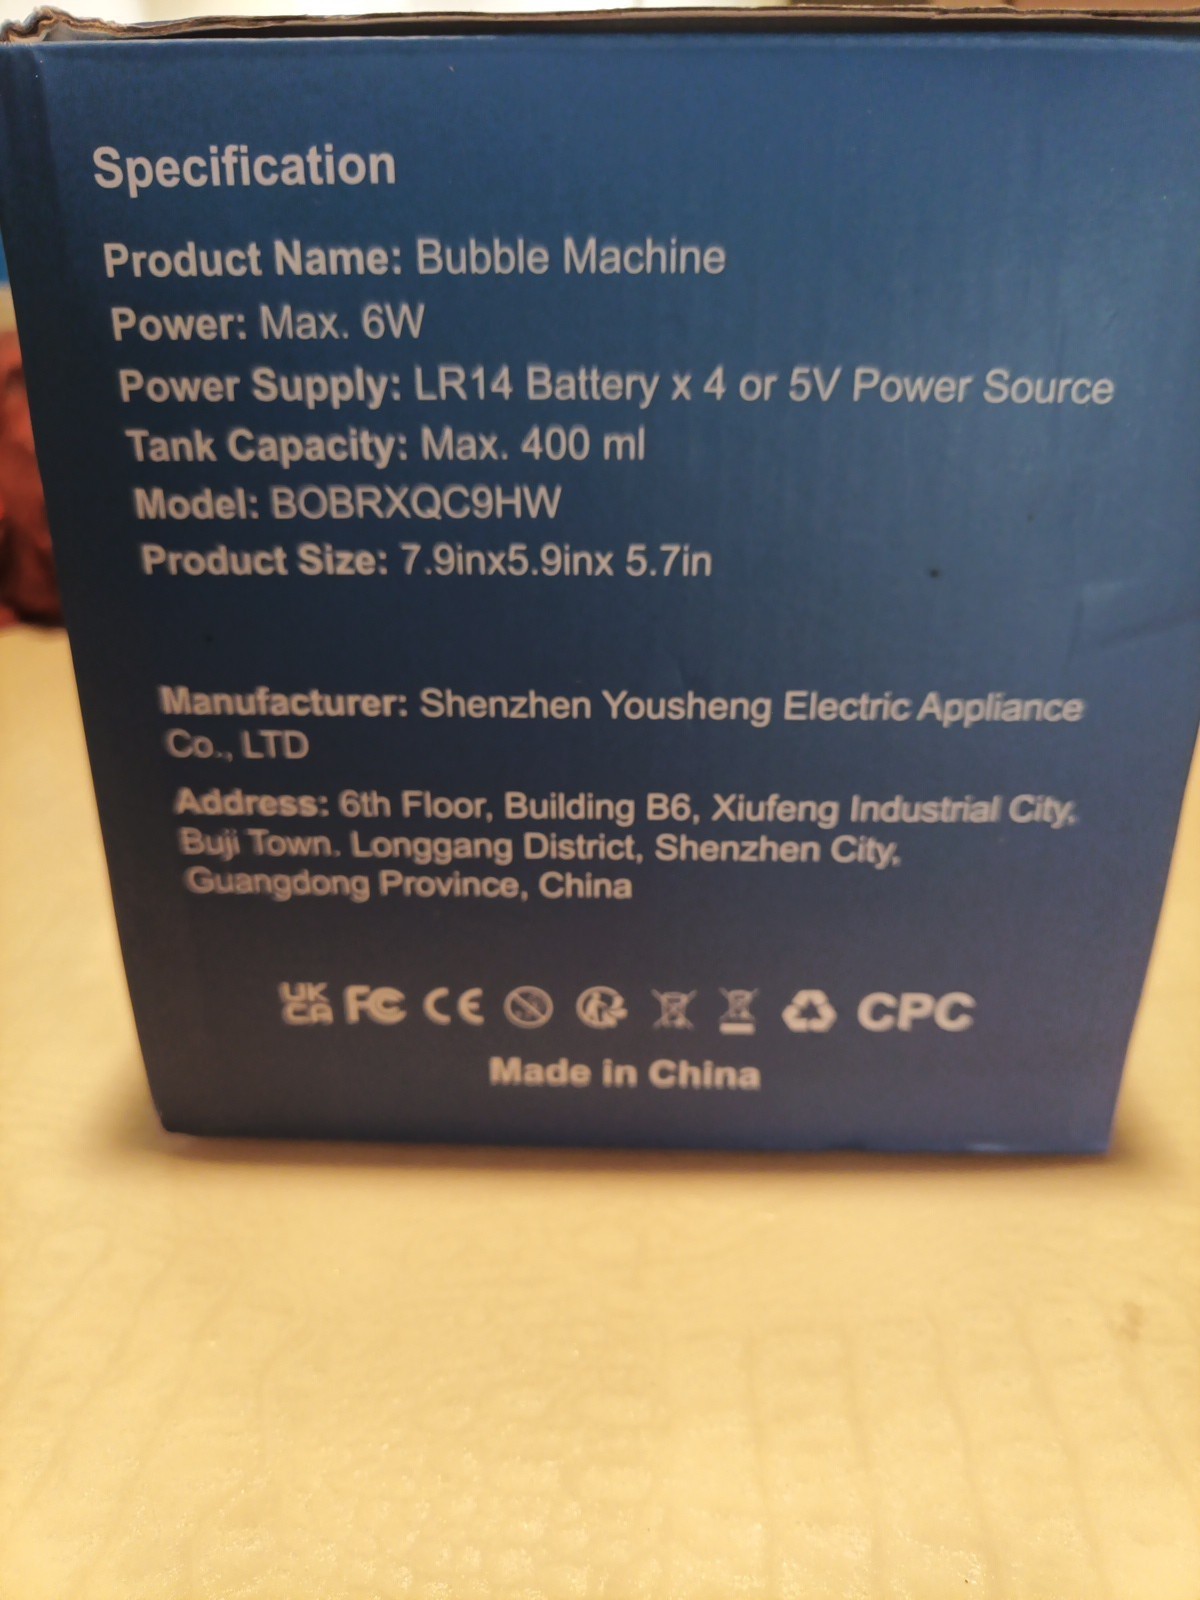 Specification
Product Name: Bubble Machine
Power: Max. 6W
Power Supply: LR14 Battery x 4 or 5V Power Source
Tank Capacity: Max. 400 ml
Model: BOBRXQC9HW
Product Size: 7.9inx5.9inx 5.7in
Manufacturer: Shenzhen Yousheng Electric Appliance
Co., LTD
Address: 6th Floor, Building B6, Xiufeng Industrial City,
Buji Town. Longgang District, Shenzhen City,
Guangdong Province, China
UK
CA FC CE CPC
Made in China